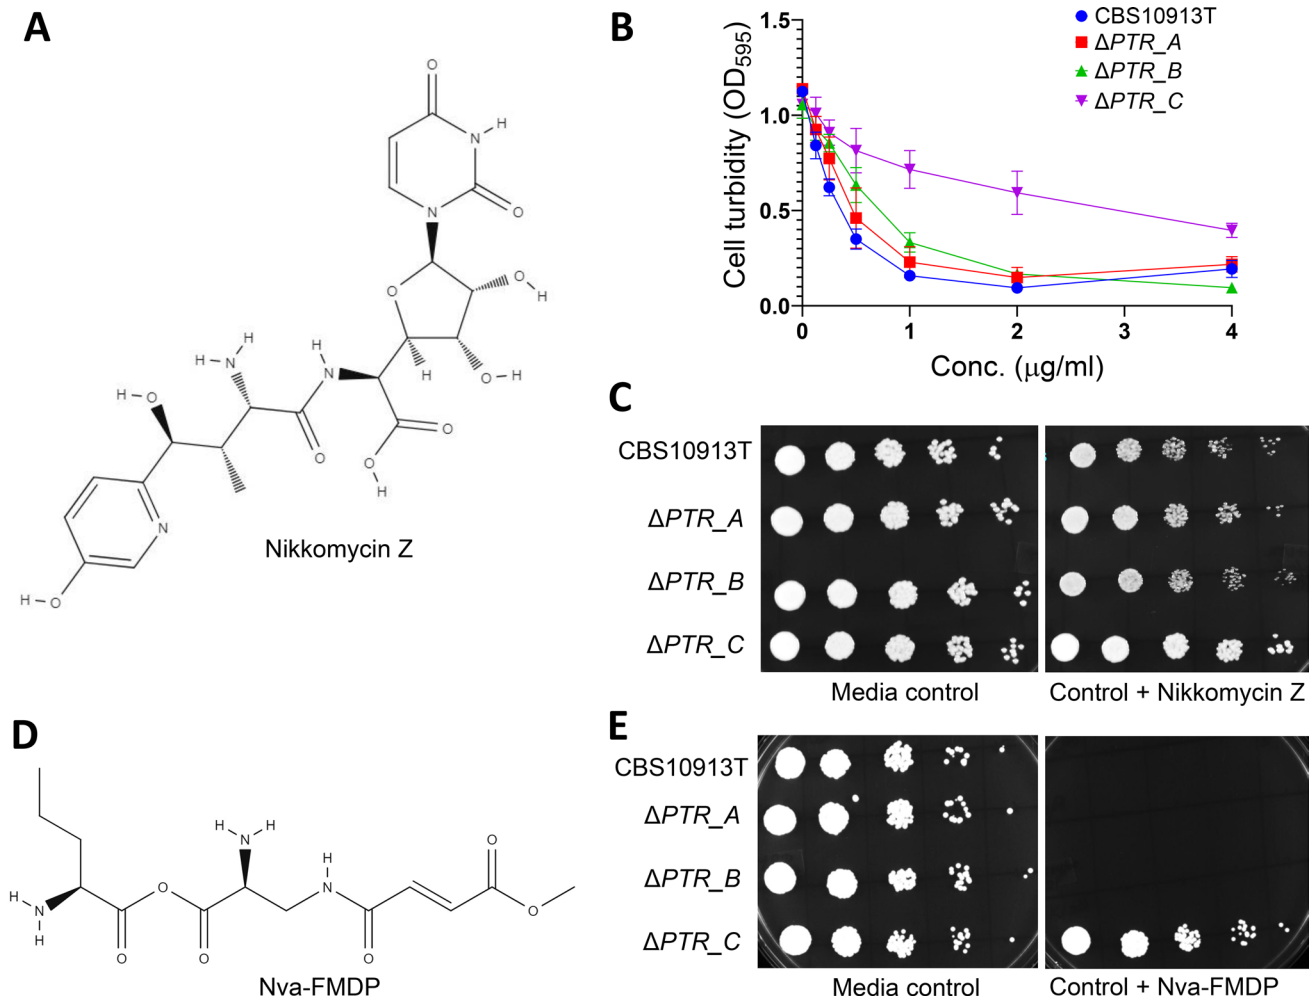 A
O
N
H
N
O
O
O
H
H
N
H
H
N
O
H
O
H
H
O
O
O
O
H
N
H
O
Nikkomycin Z
B
Cell turbidity (OD595)
1.5
1.0
0.5
0.0
0
1
2
3
4
Conc. (μg/ml)
CBS10913T
ΔPTR_A
ΔPTR_B
ΔPTR_C
C
CBS10913T
ΔPTR_A
ΔPTR_B
ΔPTR_C
Media control
Control + Nikkomycin Z
D
H
N
H
H
O
N
H
H
O
O
N
H
O
O
O
Nva-FMDP
E
CBS10913T
ΔPTR_A
ΔPTR_B
ΔPTR_C
Media control
Control + Nva-FMDP